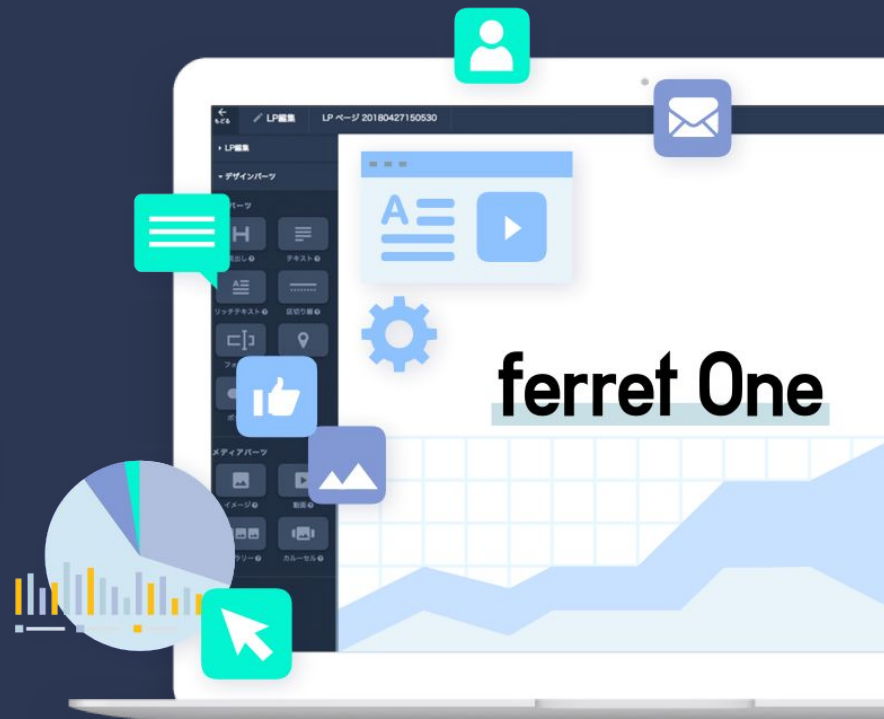 もどる
LP編集
LP ページ 20180427150530
LP編集
デザインパーツ
パーツ
テキスト
リッチテキスト
区切り線
メディアパーツ
イメージ
動画
カルーセル
ferret One